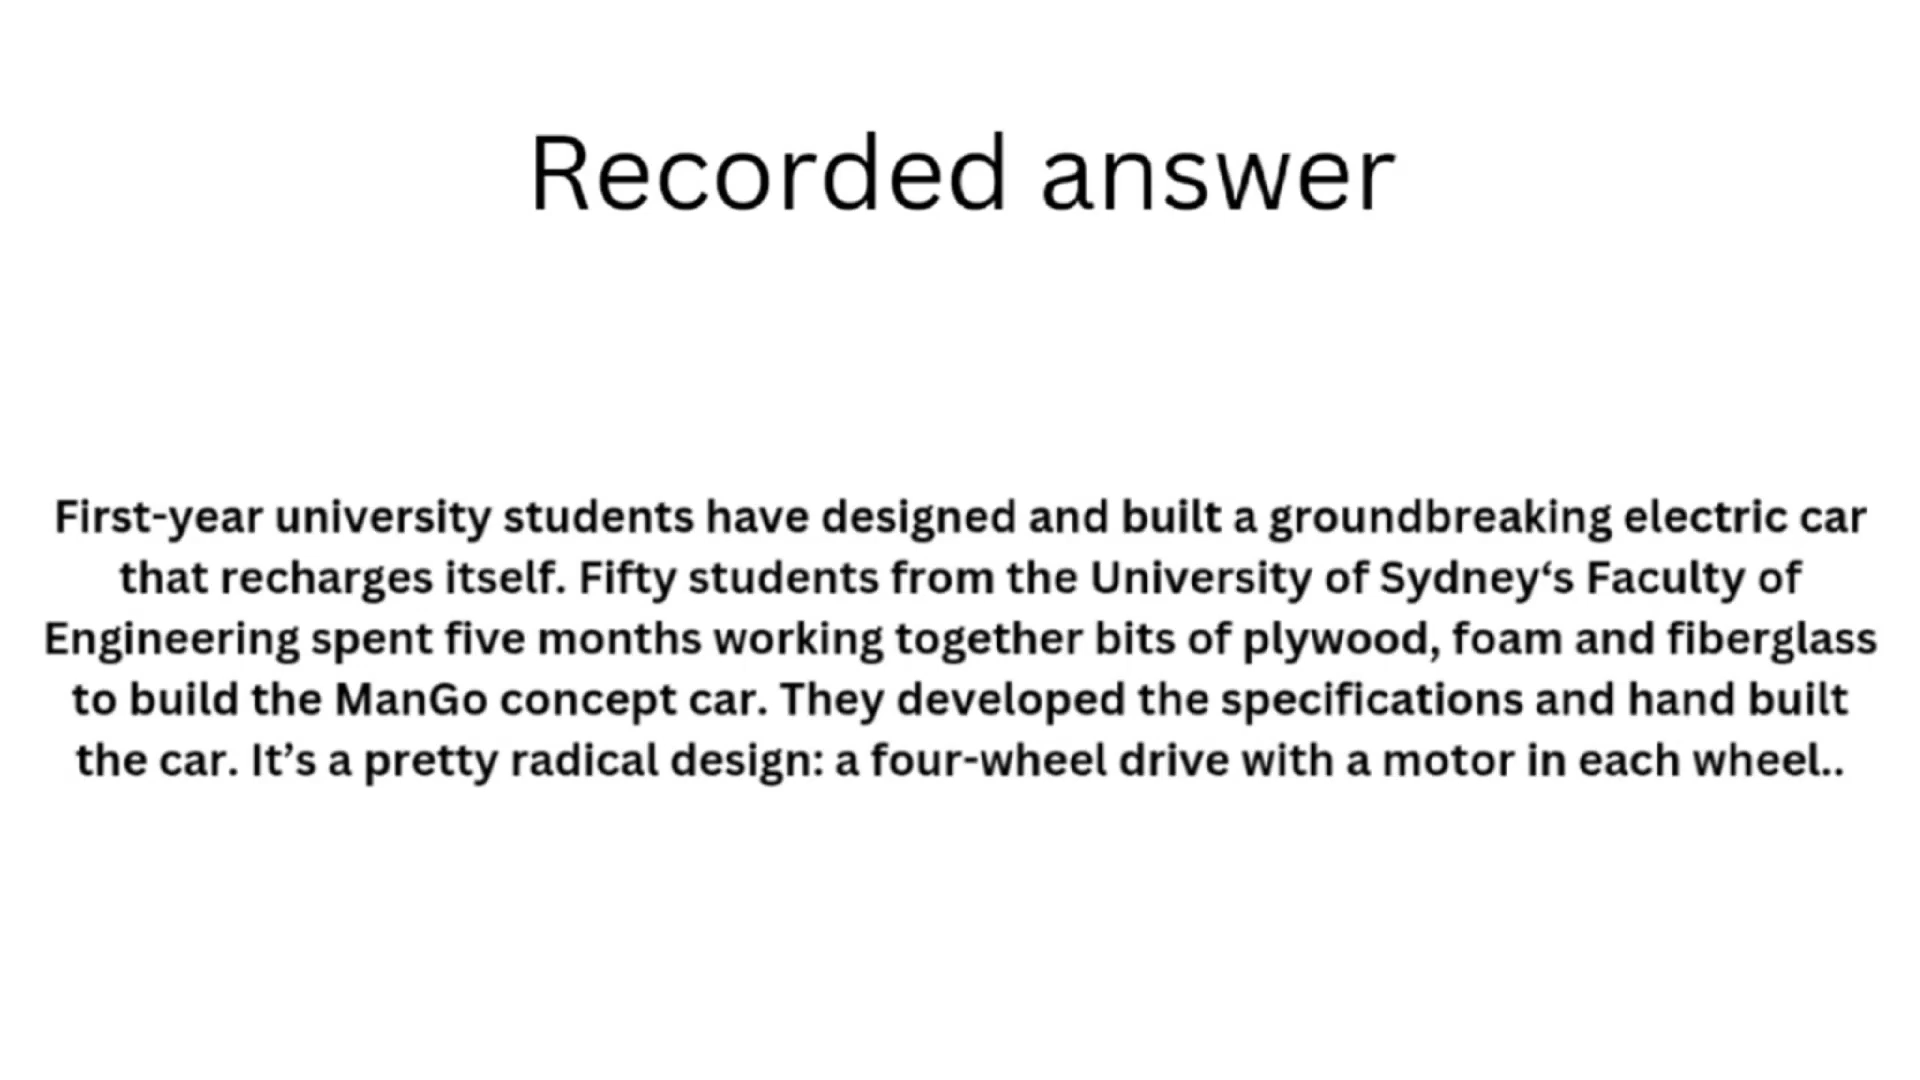 Recorded answer
First-year university students have designed and built a groundbreaking electric car
that recharges itself. Fifty students from the University of Sydney‘s Faculty of
Engineering spent five months working together bits of plywood, foam and fiberglass
to build the ManGo concept car. They developed the specifications and hand built
the car. It’s a pretty radical design: a four-wheel drive with a motor in each wheel..